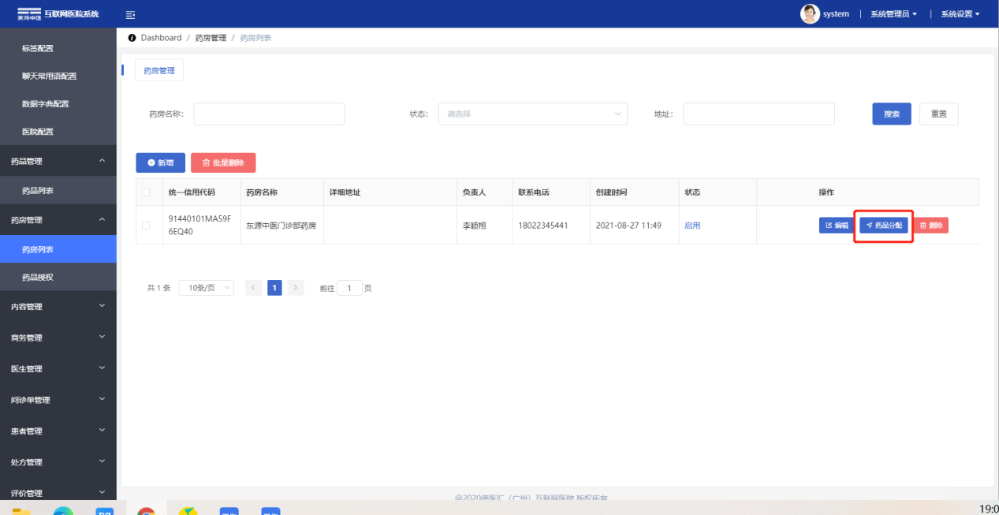 東源中醫 互联网医院系统
system | 系统管理员 | 系统设置
标签配置
聊天常用语配置
数据字典配置
医院配置
药品管理
药品列表
药房管理
药房列表
药品授权
内容管理
商务管理
医生管理
问诊单管理
患者管理
处方管理
评价管理
Dashboard / 药房管理 / 药房列表
药房管理
药房名称: 状态: 请选择 地址: 搜索 重置
新增 批量删除
统一信用代码 药房名称 详细地址 负责人 联系电话 创建时间 状态 操作
91440101MA59F 东源中医门诊部药房 李颖栩 18022345441 2021-08-27 11:49 启用 编辑 药品分配 删除
6EQ40
共 1 条 10条/页 1 前往 1 页
@2020德医汇(广州)互联网医院 版权所有
19:0